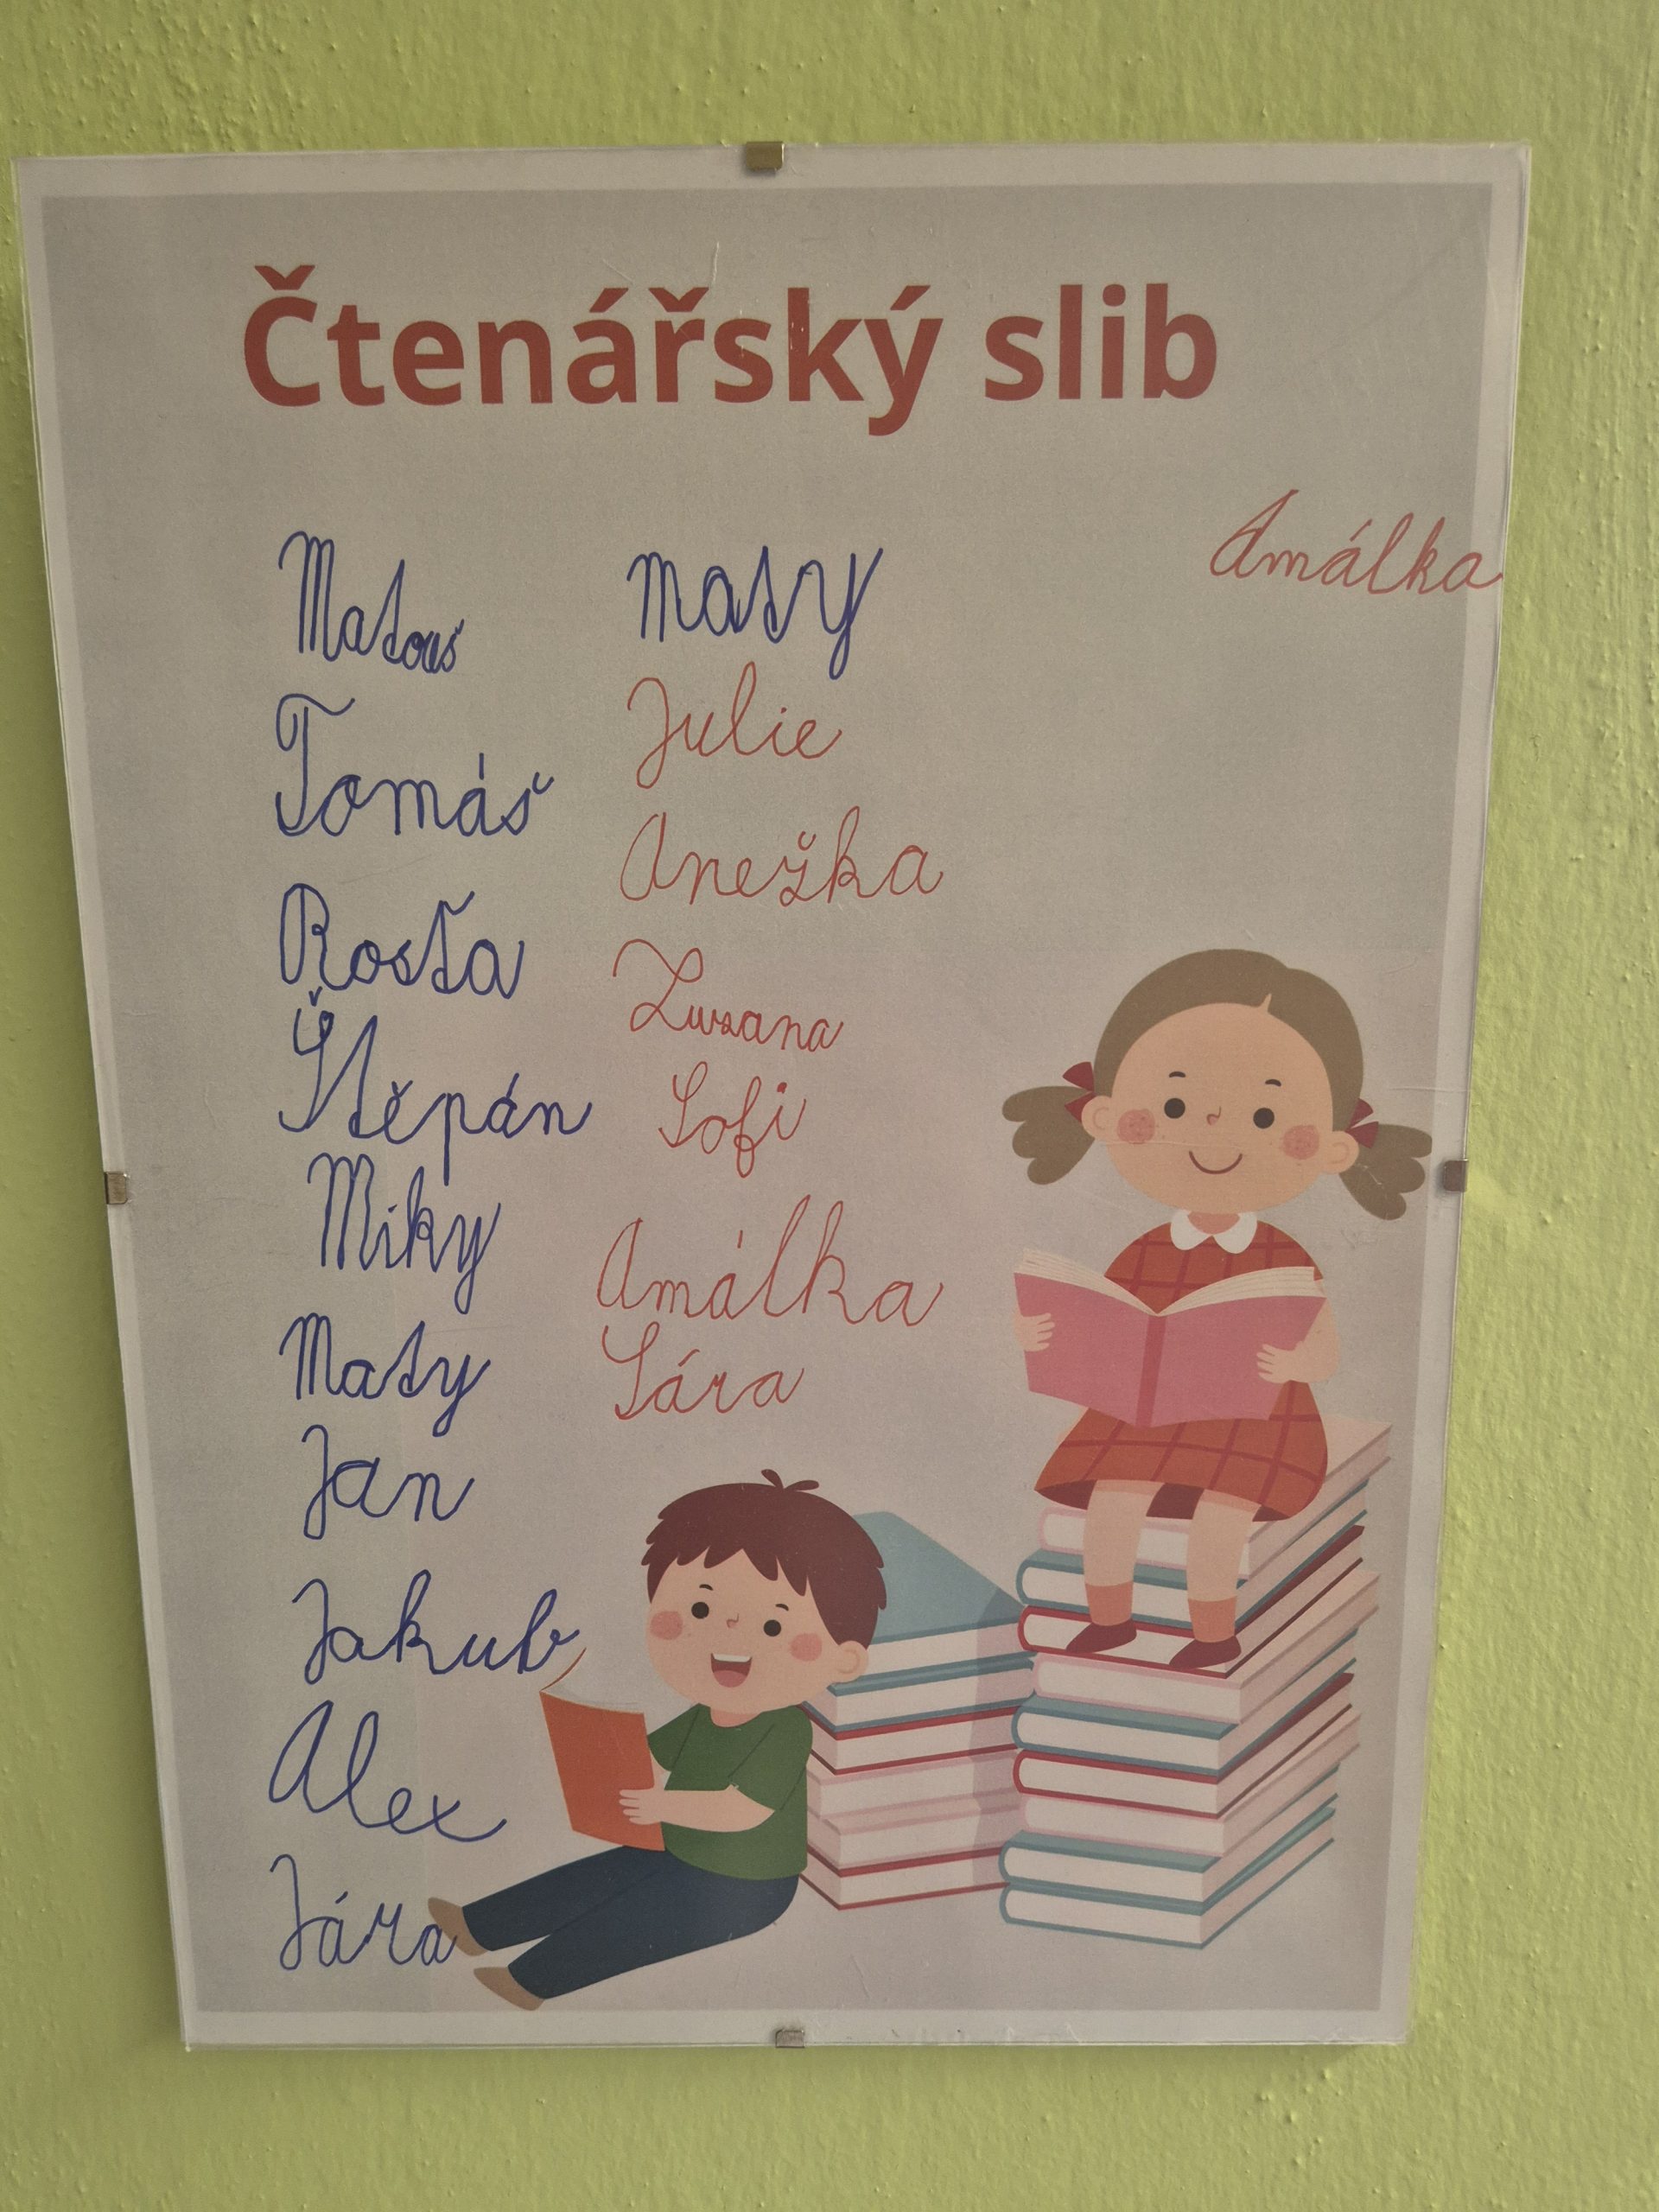 Čtenářský slib
Matouš
Tomáš
Rosťa
Štěpán
Miky
Maty
Jan
Jakub
Alex
Jára
maty
Julie
Anežka
Zuzana
Sofi
Amálka
Sára
Amálka